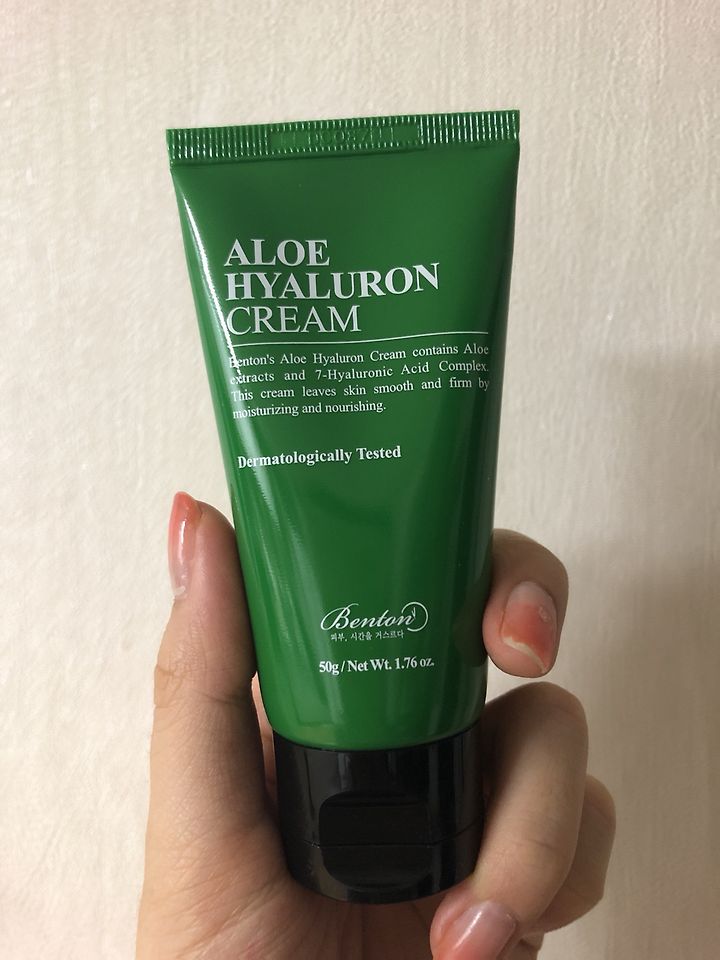 ALOE
HYALURON
CREAM
Benton's Aloe Hyaluron Cream contains Aloe
extracts and 7-Hyaluronic Acid Complex.
This cream leaves skin smooth and firm by
moisturizing and nourishing.
Dermatologically Tested
Benton
피부, 시간을 거스르다
50g / Net Wt. 1.76 oz.